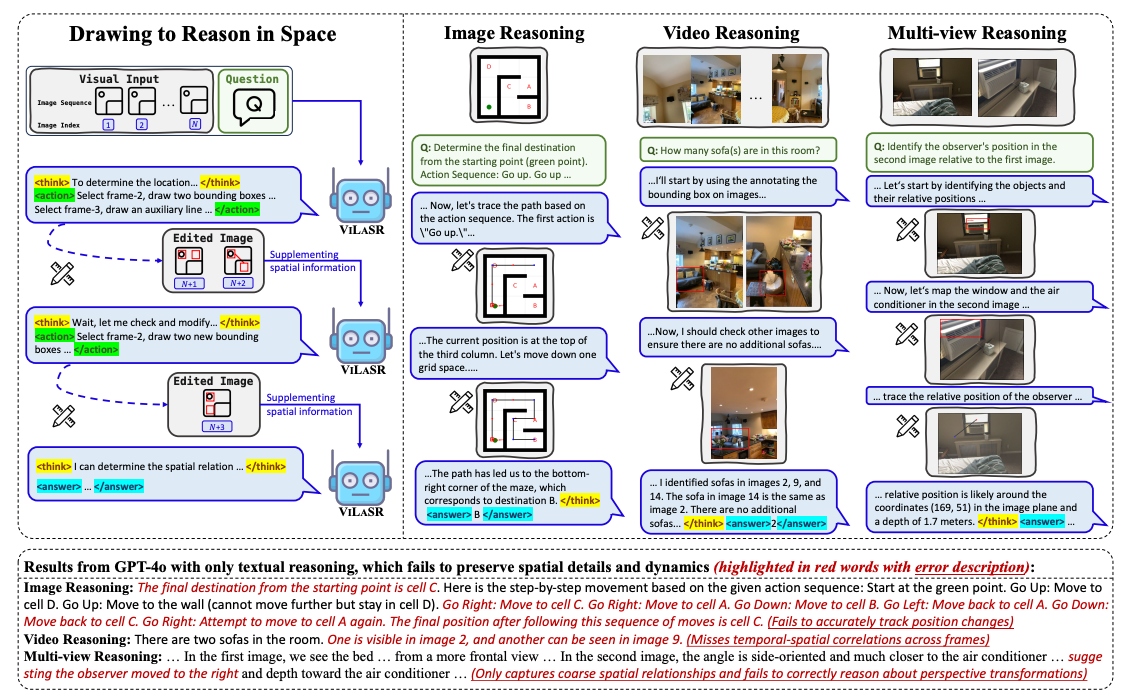 Drawing to Reason in Space
Visual Input
Image Sequence
...
Image Index
1
2
N
Question
Q
<think> To determine the location... </think>
<action> Select frame-2, draw two bounding boxes ...
Select frame-3, draw an auxiliary line ... </action>
VILASR
Edited Image
N+1
N+2
Supplementing
spatial information
<think> Wait, let me check and modify... </think>
<action> Select frame-2, draw two new bounding
boxes ... </action>
VILASR
Edited Image
N+3
Supplementing
spatial information
<think> I can determine the spatial relation ... </think>
<answer> ... </answer>
VILASR
Image Reasoning
D
C
A
B
Q: Determine the final destination
from the starting point (green point).
Action Sequence: Go up. Go up ...
... Now, let's trace the path based on
the action sequence. The first action is
\"Go up.\"...
C
A
B
...The current position is at the top of
the third column. Let's move down one
grid space.....
...The path has led us to the bottom-
right corner of the maze, which
corresponds to destination B. </think>
<answer> B </answer>
Video Reasoning
...
Q: How many sofa(s) are in this room?
...I'll start by using the annotating the
bounding box on images...
...Now, I should check other images to
ensure there are no additional sofas....
... I identified sofas in images 2, 9, and
14. The sofa in image 14 is the same as
image 2. There are no additional
sofas... </think> <answer>2</answer>
Multi-view Reasoning
Q: Identify the observer's position in the
second image relative to the first image.
... Let's start by identifying the objects and
their relative positions ...
... Now, let's map the window and the air
conditioner in the second image ...
... trace the relative position of the observer ...
... relative position is likely around the
coordinates (169, 51) in the image plane and
a depth of 1.7 meters. </think> <answer> ...
Results from GPT-4o with only textual reasoning, which fails to preserve spatial details and dynamics (highlighted in red words with error description):
Image Reasoning: The final destination from the starting point is cell C. Here is the step-by-step movement based on the given action sequence: Start at the green point. Go Up: Move to
cell D. Go Up: Move to the wall (cannot move further but stay in cell D). Go Right: Move to cell C. Go Right: Move to cell A. Go Down: Move to cell B. Go Left: Move back to cell A. Go Down:
Move back to cell C. Go Right: Attempt to move to cell A again. The final position after following this sequence of moves is cell C. (Fails to accurately track position changes)
Video Reasoning: There are two sofas in the room. One is visible in image 2, and another can be seen in image 9. (Misses temporal-spatial correlations across frames)
Multi-view Reasoning: ... In the first image, we see the bed ... from a more frontal view ... In the second image, the angle is side-oriented and much closer to the air conditioner ... sugge
sting the observer moved to the right and depth toward the air conditioner ... (Only captures coarse spatial relationships and fails to correctly reason about perspective transformations)